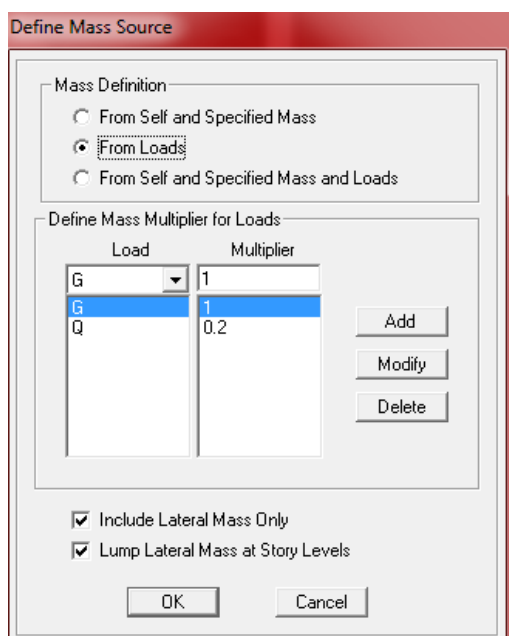 Define Mass Source
Mass Definition
From Self and Specified Mass
From Loads
From Self and Specified Mass and Loads
Define Mass Multiplier for Loads
Load Multiplier
G 1
G 1
Q 0.2
Add
Modify
Delete
Include Lateral Mass Only
Lump Lateral Mass at Story Levels
OK Cancel